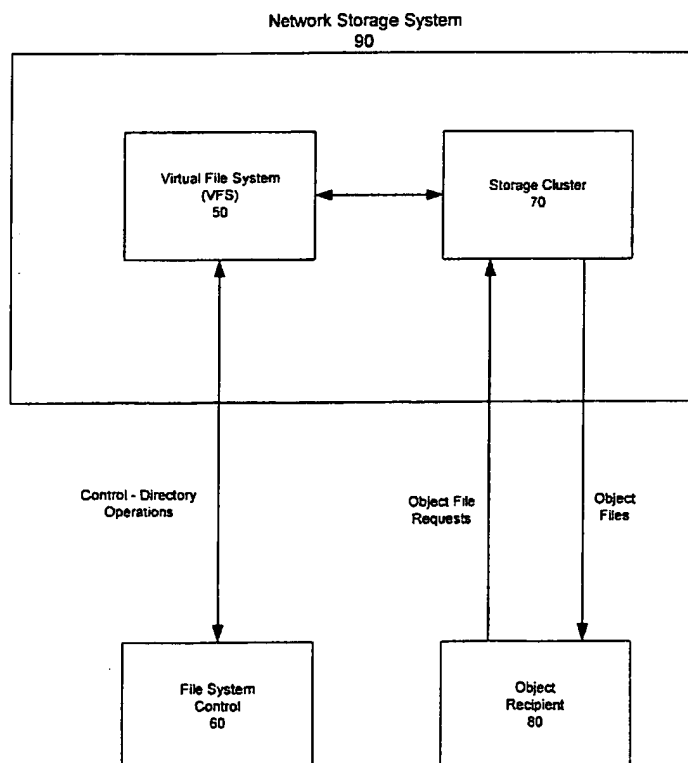 Network Storage System
90
Virtual File System
(VFS)
50
Storage Cluster
70
Control - Directory
Operations
Object File
Requests
Object
Files
File System
Control
60
Object
Recipient
80